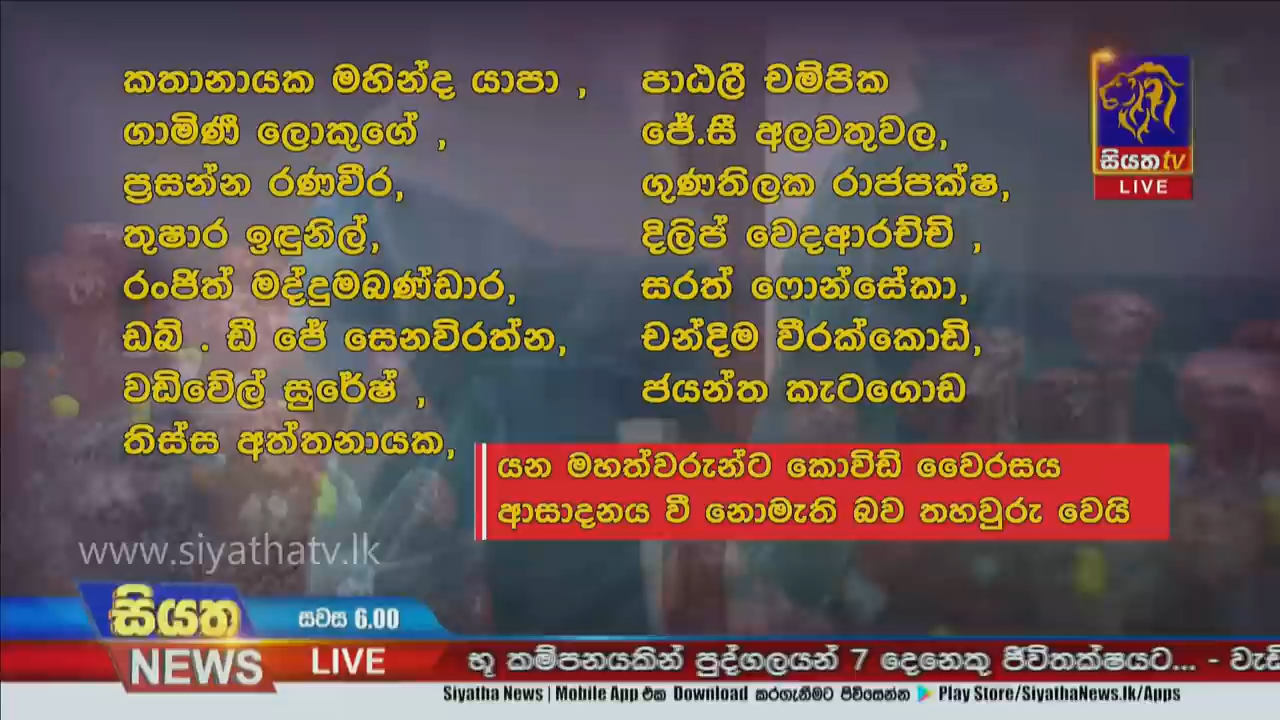 කතානායක මහින්ද යාපා ,
ගාමිණී ලොකුගේ ,
ප්‍රසන්න රණවීර,
තුෂාර ඉඳුනිල්,
රංජිත් මද්දුමබණ්ඩාර,
ඩබ් . ඩී ජේ සෙනවිරත්න,
වඩිවේල් සුරේෂ් ,
තිස්ස අත්තනායක,
පාඨලී චම්පික
ජේ.සී අලවතුවල,
ගුණතිලක රාජපක්ෂ,
දිලිප් වෙදආරච්චි ,
සරත් ෆොන්සේකා,
චන්දිම වීරක්කොඩි,
ජයන්ත කැටගොඩ
යන මහත්වරුන්ට කොවිඩ් වෛරසය
ආසාදනය වී නොමැති බව තහවුරු වෙයි
සියත tv
LIVE
www.siyathatv.lk
සියත
NEWS
සවස 6.00
LIVE
භූ කම්පනයකින් පුද්ගලයන් 7 දෙනෙකු ජීවිතක්ෂයට... - වැඩි
Siyatha News | Mobile App එක Download කරගැනීමට පිවිසෙන්න Play Store/SiyathaNews.lk/Apps